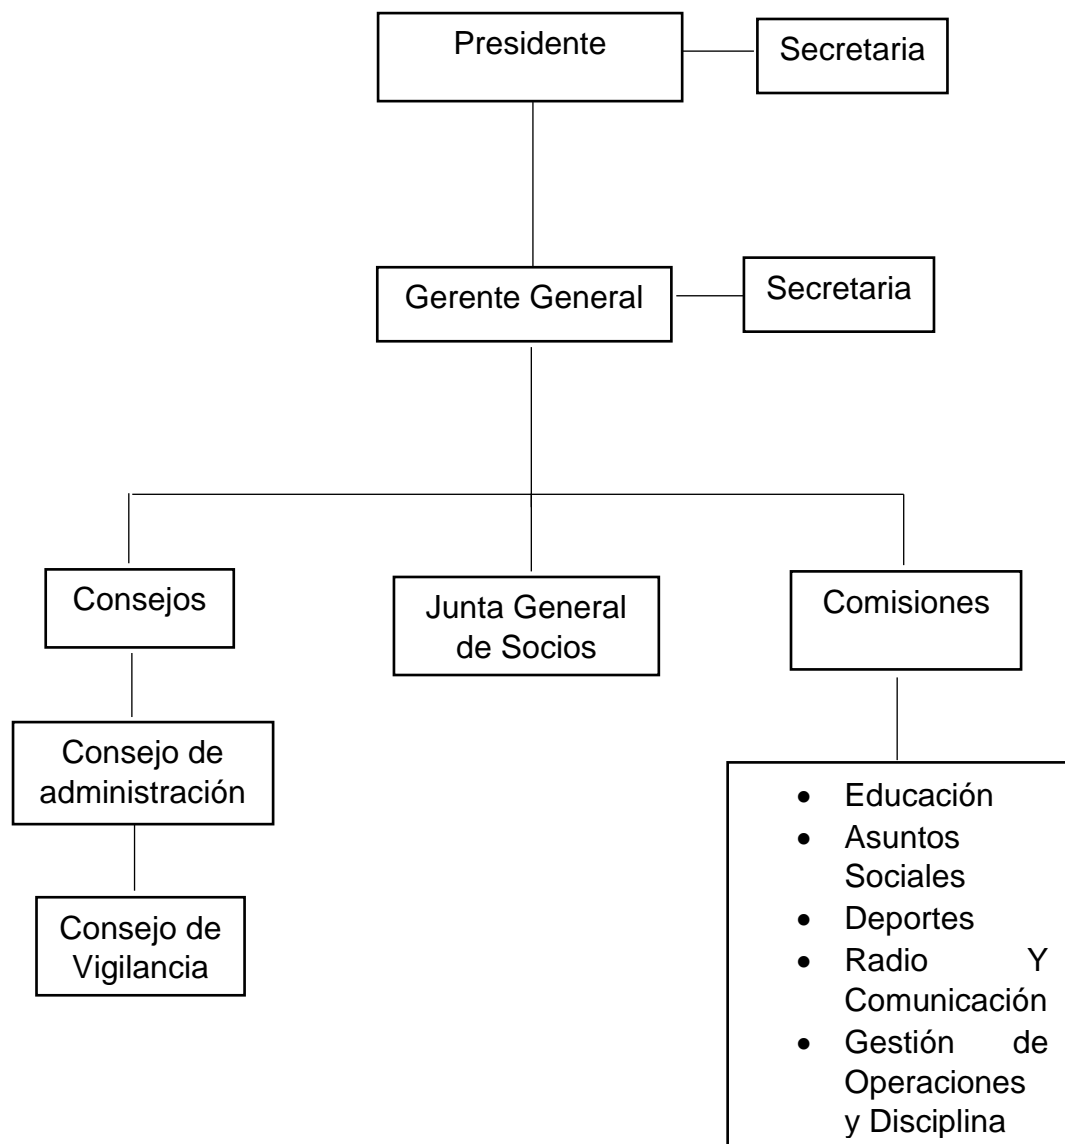 Presidente
Secretaria
Gerente General
Secretaria
Consejos
Junta General
de Socios
Comisiones
Consejo de
administración
Consejo de
Vigilancia
• Educación
• Asuntos
Sociales
• Deportes
• Radio Y
Comunicación
• Gestión de
Operaciones
y Disciplina